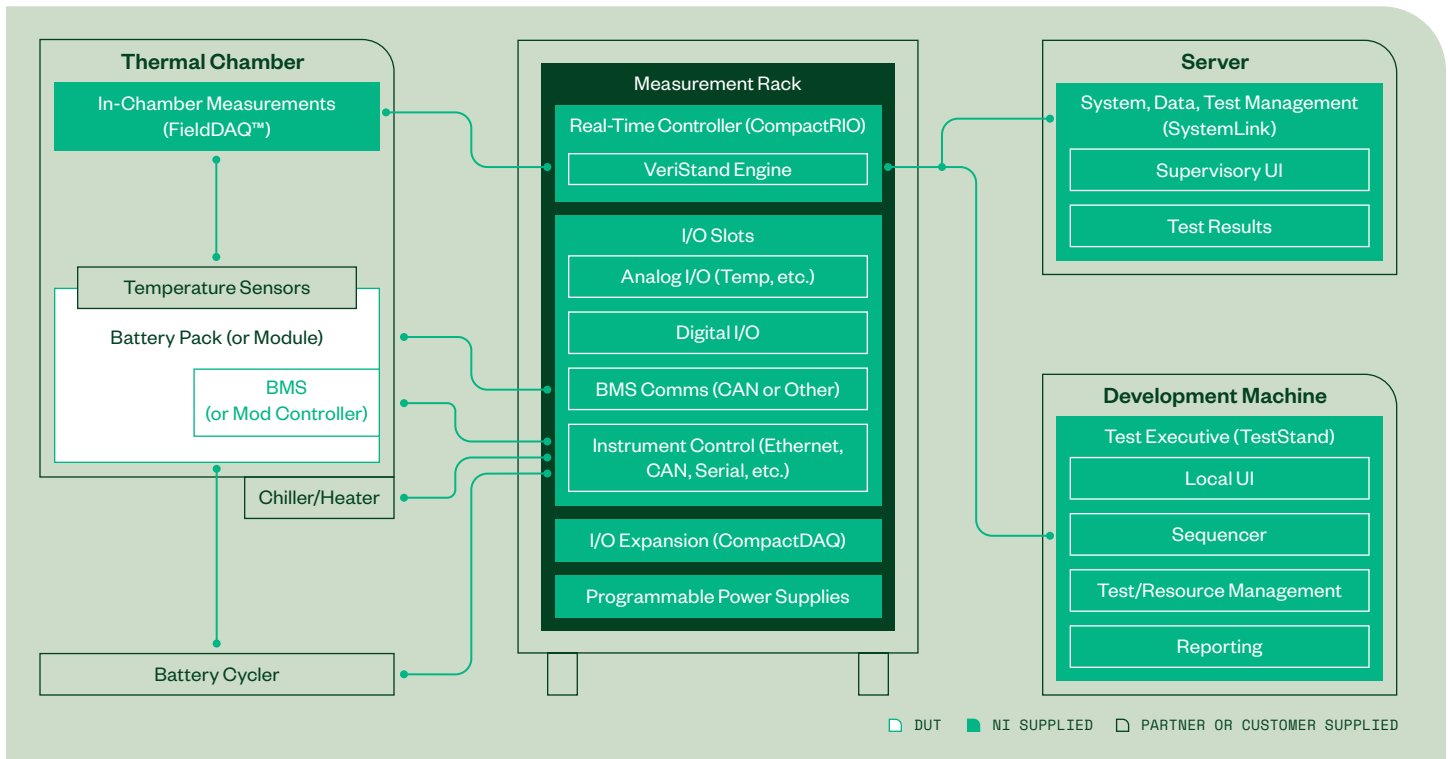 Thermal Chamber
In-Chamber Measurements
(FieldDAQ™)
Temperature Sensors
Battery Pack (or Module)
BMS
(or Mod Controller)
Chiller/Heater
Battery Cycler
Measurement Rack
Real-Time Controller (CompactRIO)
VeriStand Engine
I/O Slots
Analog I/O (Temp, etc.)
Digital I/O
BMS Comms (CAN or Other)
Instrument Control (Ethernet,
CAN, Serial, etc.)
I/O Expansion (CompactDAQ)
Programmable Power Supplies
Server
System, Data, Test Management
(SystemLink)
Supervisory UI
Test Results
Development Machine
Test Executive (TestStand)
Local UI
Sequencer
Test/Resource Management
Reporting
DUT NI SUPPLIED PARTNER OR CUSTOMER SUPPLIED